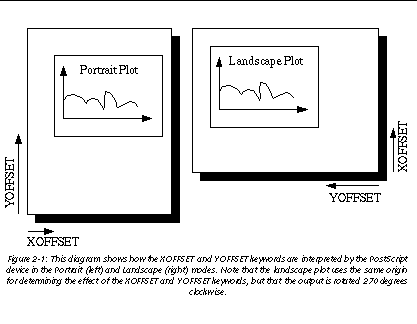 Portrait Plot
Landscape Plot
YOFFSET
XOFFSET
XOFFSET
YOFFSET
Figure 2-1: This diagram shows how the XOFFSET and YOFFSET keywords are interpreted by the PostScript
device in the Portrait (left) and Landscape (right) modes. Note that the landscape plot uses the same origin
for determining the effect of the XOFFSET and YOFFSET keywords, but that the output is rotated 270 degrees
clockwise.